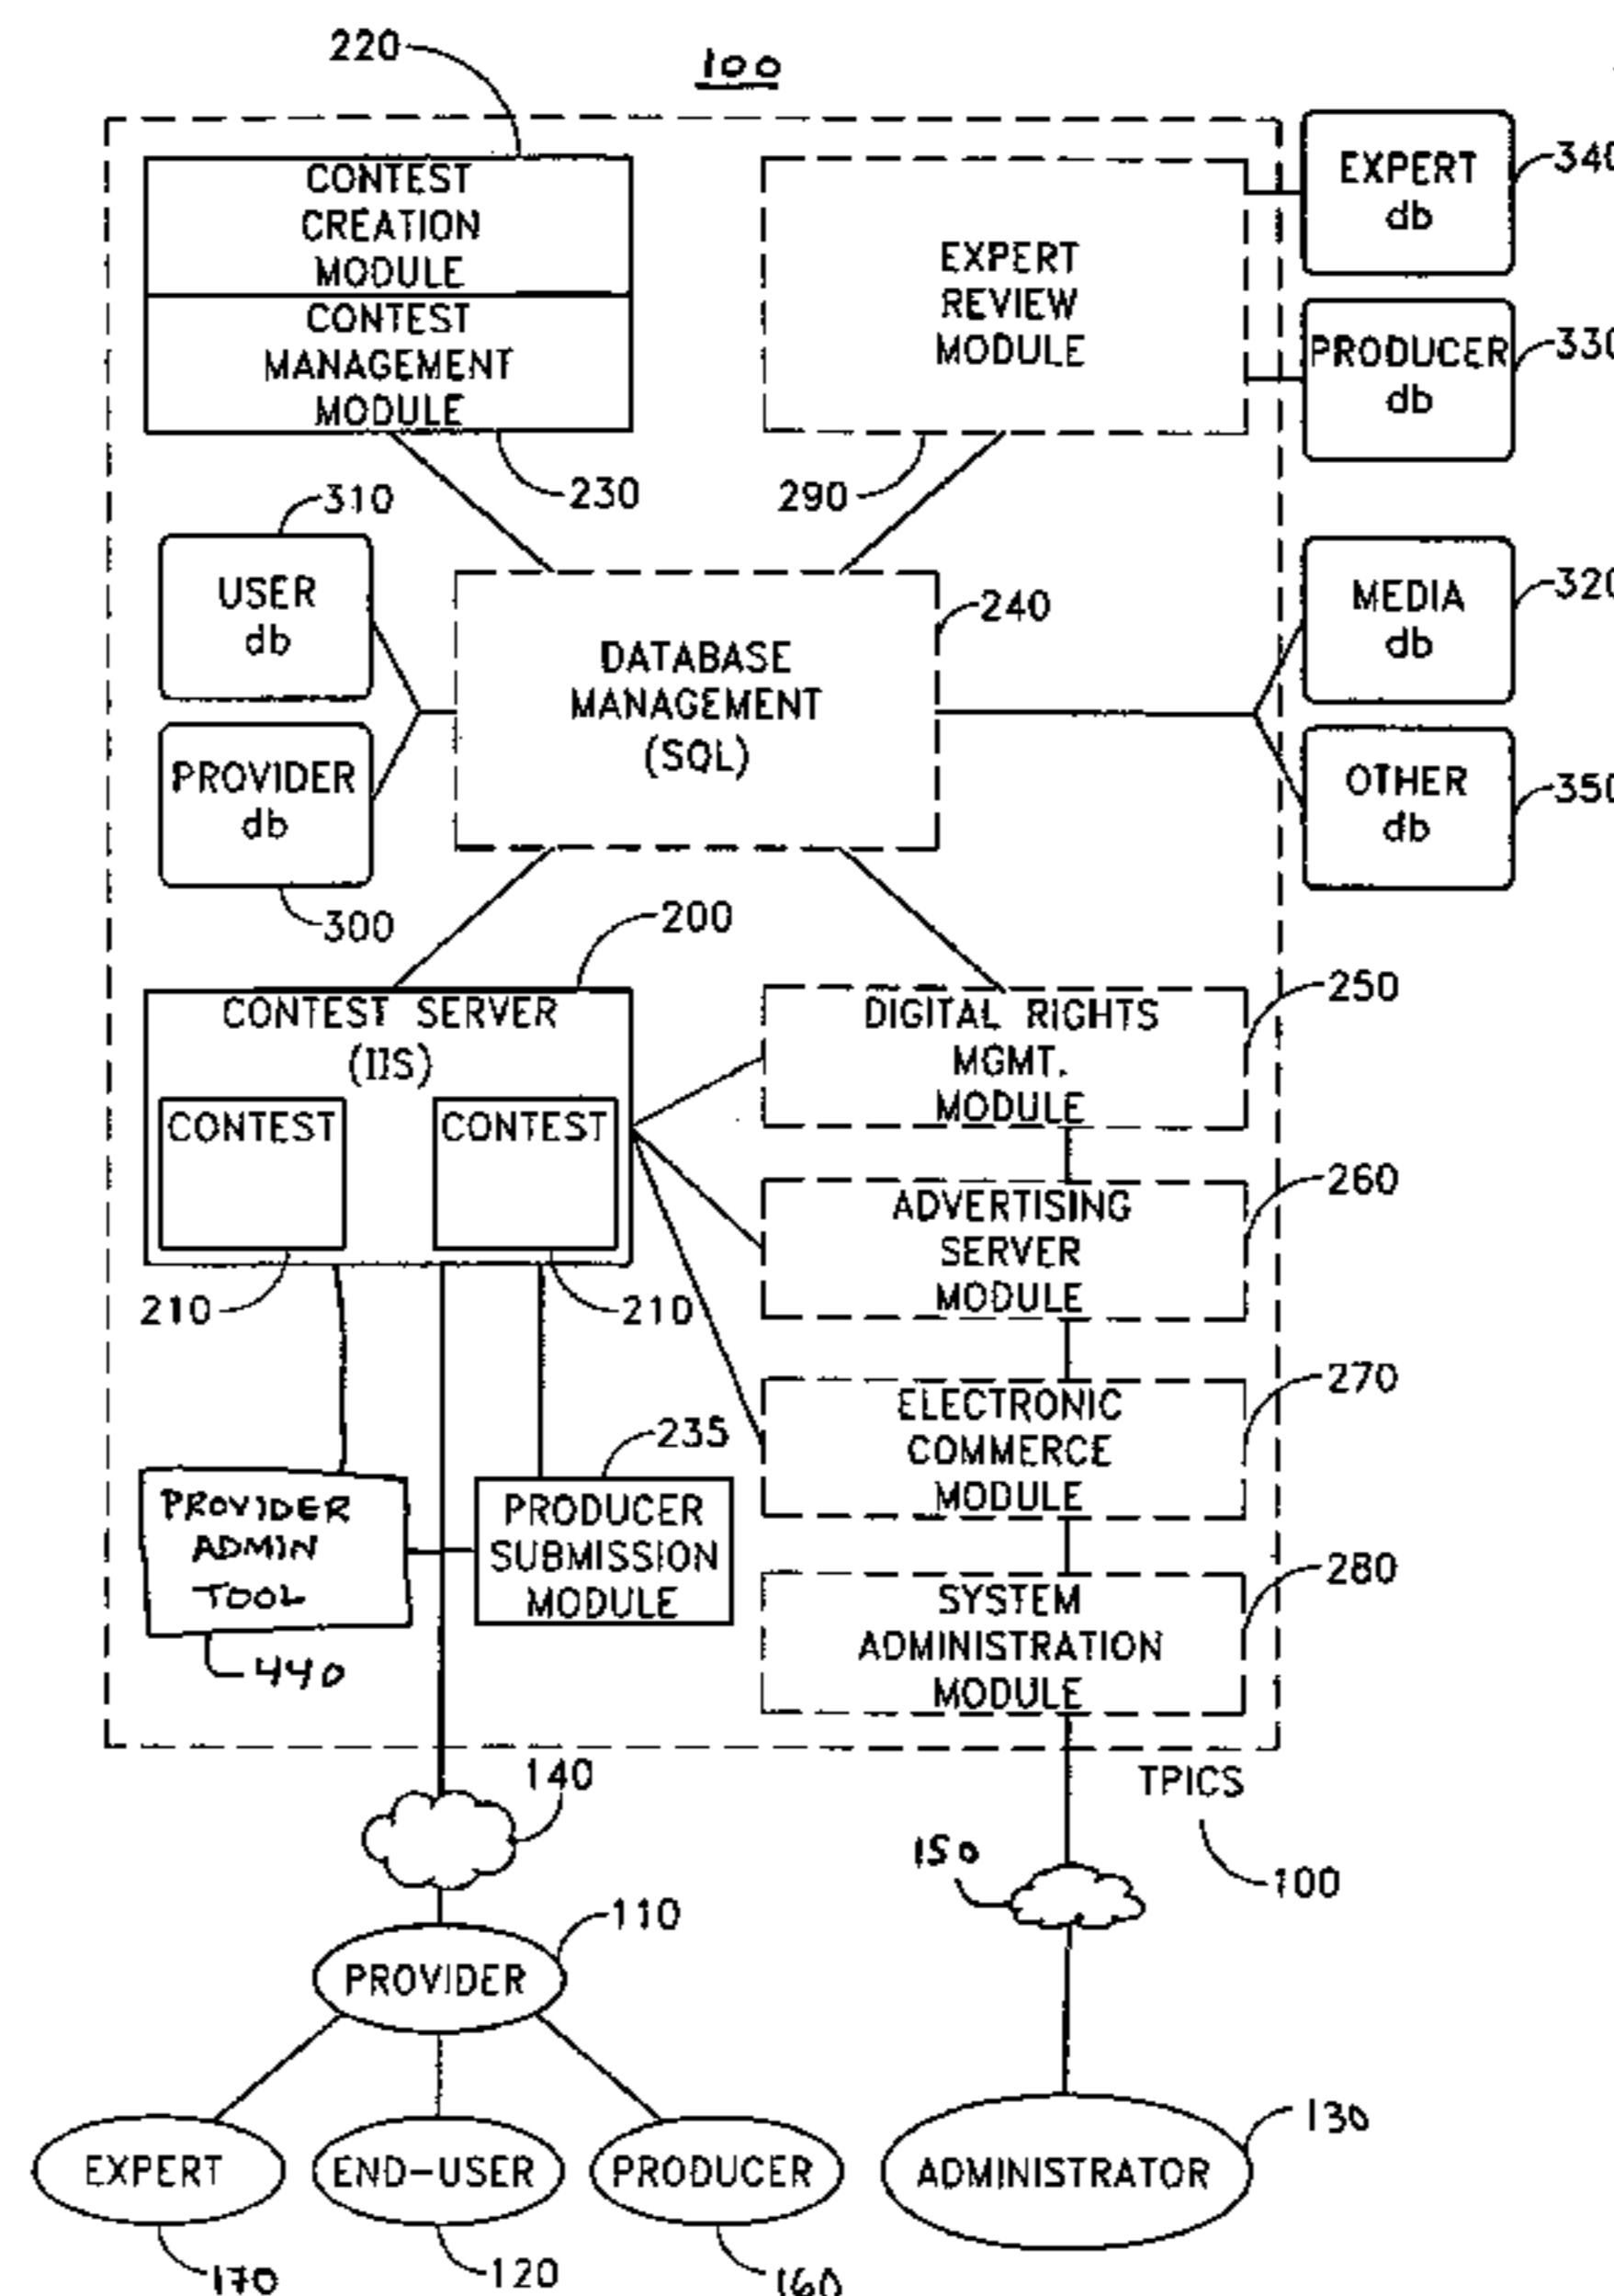 220
100
CONTEST
CREATION
MODULE
CONTEST
MANAGEMENT
MODULE
230
EXPERT
REVIEW
MODULE
290
EXPERT
db
340
PRODUCER
db
330
310
USER
db
PROVIDER
db
300
DATABASE
MANAGEMENT
(SQL)
240
MEDIA
db
320
OTHER
db
350
200
CONTEST SERVER
(IIS)
CONTEST
CONTEST
210
210
DIGITAL RIGHTS
MGMT.
MODULE
250
ADVERTISING
SERVER
MODULE
260
ELECTRONIC
COMMERCE
MODULE
270
SYSTEM
ADMINISTRATION
MODULE
280
PROVIDER
ADMIN
TOOL
440
235
PRODUCER
SUBMISSION
MODULE
TPICS
100
140
150
110
PROVIDER
EXPERT
END-USER
PRODUCER
ADMINISTRATOR
130
170
120
160